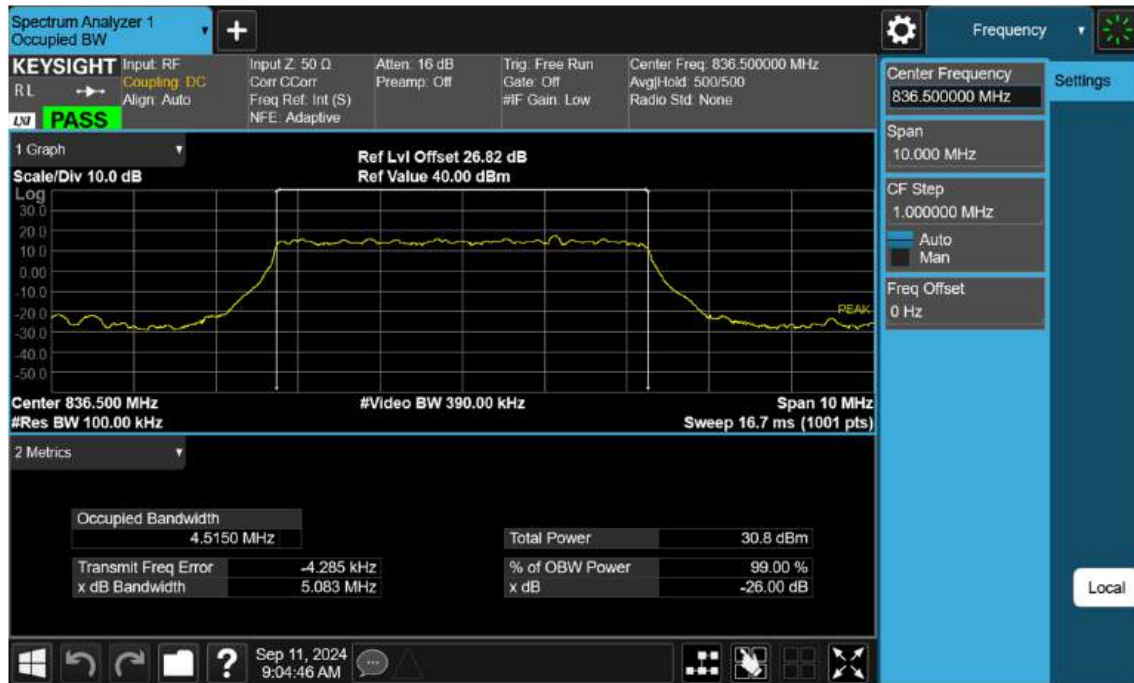 Spectrum Analyzer 1
Occupied BW
Frequency
KEYSIGHT
RL
LXI
PASS
Input: RF
Coupling: DC
Align: Auto
Input Z: 50 Ω
Corr CCorr
Freq Ref: Int (S)
NFE: Adaptive
Atten: 16 dB
Preamp: Off
Trig: Free Run
Gate: Off
#IF Gain: Low
Center Freq: 836.500000 MHz
Avg|Hold: 500/500
Radio Std: None
Center Frequency
836.500000 MHz
Settings
Span
10.000 MHz
CF Step
1.000000 MHz
Auto
Man
Freq Offset
0 Hz
1 Graph
Scale/Div 10.0 dB
Ref Lvl Offset 26.82 dB
Ref Value 40.00 dBm
Log
30.0
20.0
10.0
0.00
-10.0
-20.0
-30.0
-40.0
-50.0
PEAK
Center 836.500 MHz
#Video BW 390.00 kHz
Span 10 MHz
#Res BW 100.00 kHz
Sweep 16.7 ms (1001 pts)
2 Metrics
Occupied Bandwidth
4.5150 MHz
Total Power 30.8 dBm
Transmit Freq Error -4.285 kHz
% of OBW Power 99.00 %
x dB Bandwidth 5.083 MHz
x dB -26.00 dB
Local
?
Sep 11, 2024
9:04:46 AM